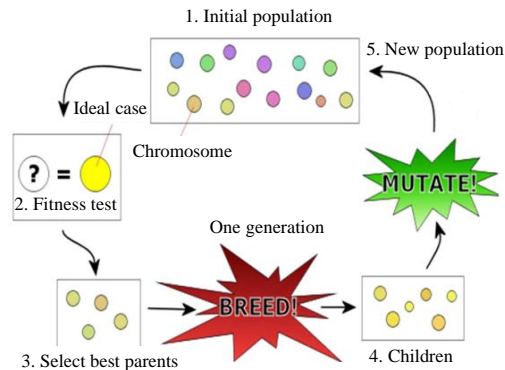 1. Initial population
5. New population
Ideal case
Chromosome
? =
2. Fitness test
MUTATE!
One generation
BREED!
3. Select best parents
4. Children